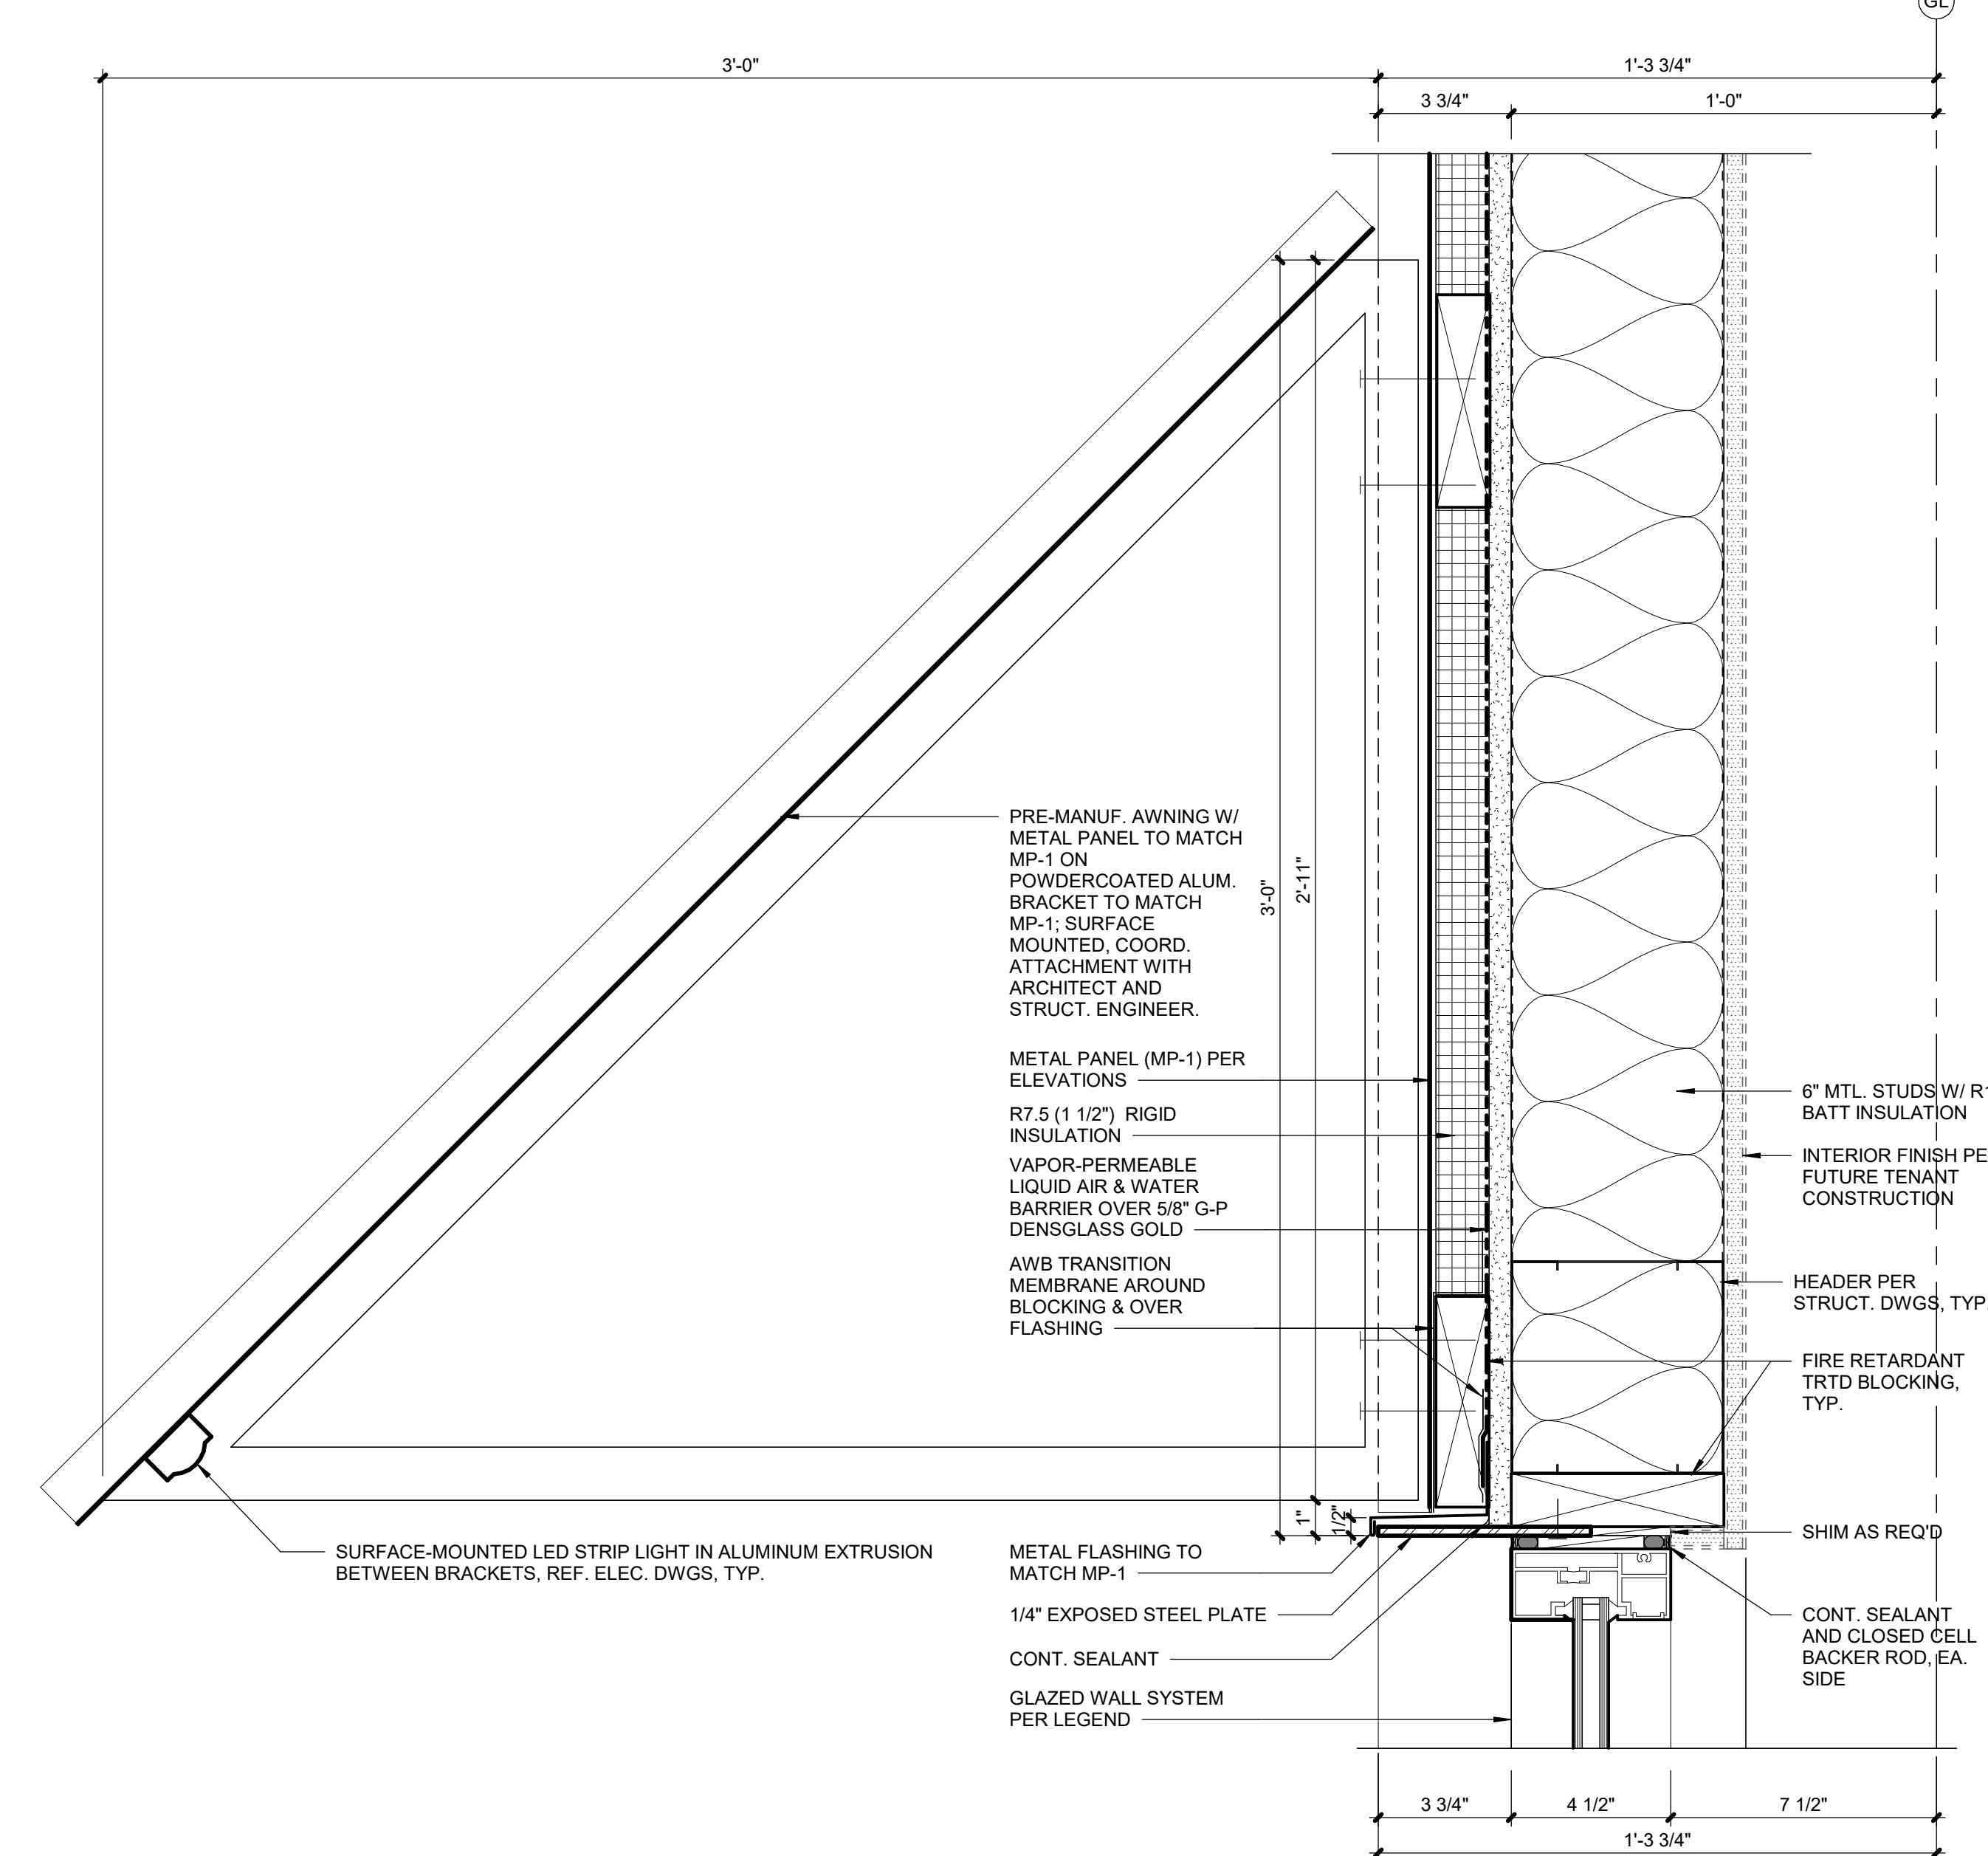 GL
3'-0"
1'-3 3/4"
3 3/4"
1'-0"
PRE-MANUF. AWNING W/
METAL PANEL TO MATCH
MP-1 ON
POWDERCOATED ALUM.
BRACKET TO MATCH
MP-1; SURFACE
MOUNTED, COORD.
ATTACHMENT WITH
ARCHITECT AND
STRUCT. ENGINEER.
3'-0"
2'-11"
METAL PANEL (MP-1) PER
ELEVATIONS
R7.5 (1 1/2") RIGID
INSULATION
VAPOR-PERMEABLE
LIQUID AIR & WATER
BARRIER OVER 5/8" G-P
DENSGLASS GOLD
AWB TRANSITION
MEMBRANE AROUND
BLOCKING & OVER
FLASHING
6" MTL. STUDS W/
BATT INSULATION
INTERIOR FINISH
FUTURE TENANT
CONSTRUCTION
HEADER PER
STRUCT. DWGS, TYP.
FIRE RETARDANT
TRTD BLOCKING,
TYP.
1"
1/2"
SHIM AS REQ'D
SURFACE-MOUNTED LED STRIP LIGHT IN ALUMINUM EXTRUSION
BETWEEN BRACKETS, REF. ELEC. DWGS, TYP.
METAL FLASHING TO
MATCH MP-1
1/4" EXPOSED STEEL PLATE
CONT. SEALANT
GLAZED WALL SYSTEM
PER LEGEND
CONT. SEALANT
AND CLOSED CELL
BACKER ROD, EA.
SIDE
3 3/4"
4 1/2"
7 1/2"
1'-3 3/4"